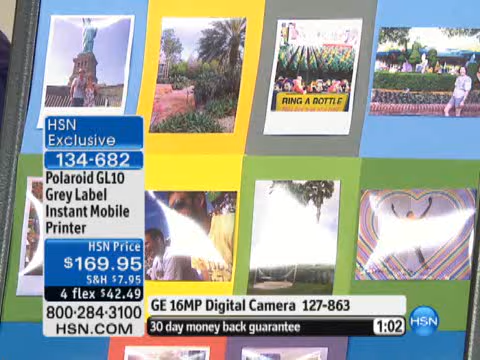 HSN
Exclusive
134-682
Polaroid GL10
Grey Label
Instant Mobile
Printer
HSN Price
$169.95
S&H $7.95
4 flex $42.49
800-284-3100
HSN.COM
RING A BOTTLE
GE 16MP Digital Camera 127-863
30 day money back guarantee
1:02
HSN